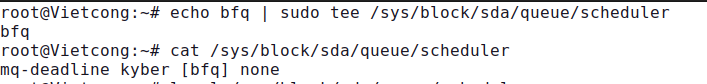 root@Vietcong:~# echo bfq | sudo tee /sys/block/sda/queue/scheduler
bfq
root@Vietcong:~# cat /sys/block/sda/queue/scheduler
mq-deadline kyber [bfq] none